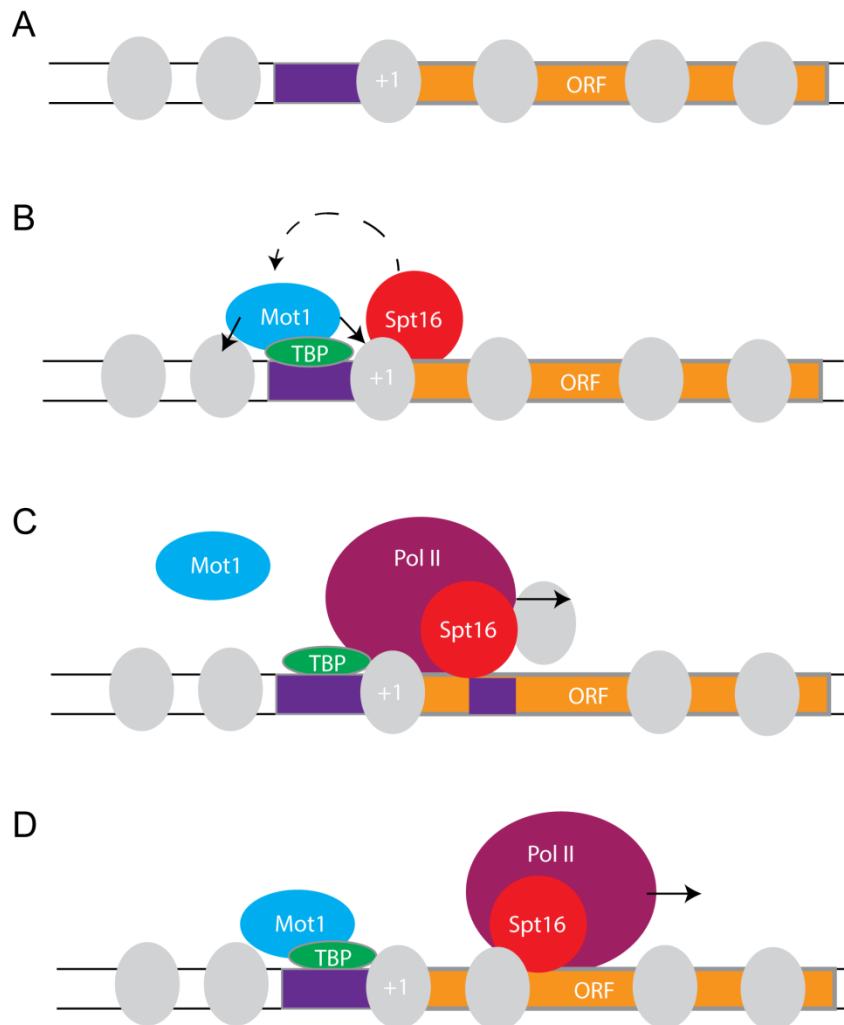 A
+1
ORF
B
Mot1
Spt16
TBP
+1
ORF
C
Mot1
Pol II
Spt16
TBP
+1
ORF
D
Pol II
Mot1
Spt16
TBP
+1
ORF